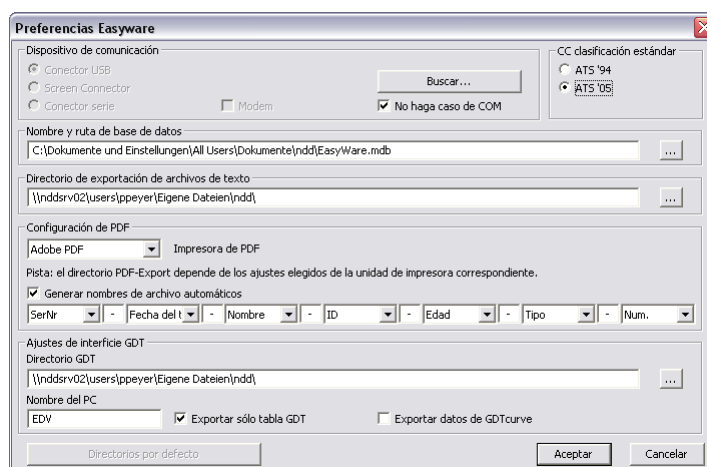 Preferencias Easyware
Dispositivo de comunicación
Conector USB
Screen Connector
Conector serie
Modem
Buscar...
No haga caso de COM
CC clasificación estándar
ATS '94
ATS '05
Nombre y ruta de base de datos
C:\Dokumente und Einstellungen\All Users\Dokumente\ndd\EasyWare.mdb
...
Directorio de exportación de archivos de texto
\\nddsrv02\users\ppeyer\Eigene Dateien\ndd\
...
Configuración de PDF
Adobe PDF Impresora de PDF
Pista: el directorio PDF-Export depende de los ajustes elegidos de la unidad de impresora correspondiente.
Generar nombres de archivo automáticos
SerNr - Fecha del t - Nombre - ID - Edad - Tipo - Num.
Ajustes de interficie GDT
Directorio GDT
\\nddsrv02\users\ppeyer\Eigene Dateien\ndd\
...
Nombre del PC
EDV Exportar sólo tabla GDT Exportar datos de GDTcurve
Directorios por defecto Aceptar Cancelar